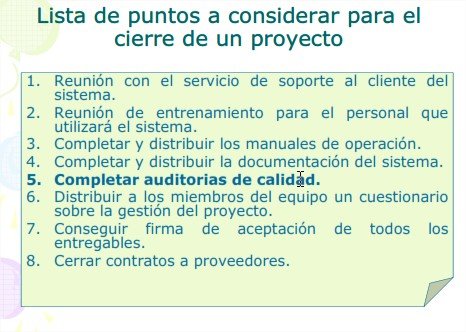 Lista de puntos a considerar para el
cierre de un proyecto
1. Reunión con el servicio de soporte al cliente del
sistema.
2. Reunión de entrenamiento para el personal que
utilizará el sistema.
3. Completar y distribuir los manuales de operación.
4. Completar y distribuir la documentación del sistema.
5. Completar auditorias de calidad.
6. Distribuir a los miembros del equipo un cuestionario
sobre la gestión del proyecto.
7. Conseguir firma de aceptación de todos los
entregables.
8. Cerrar contratos a proveedores.